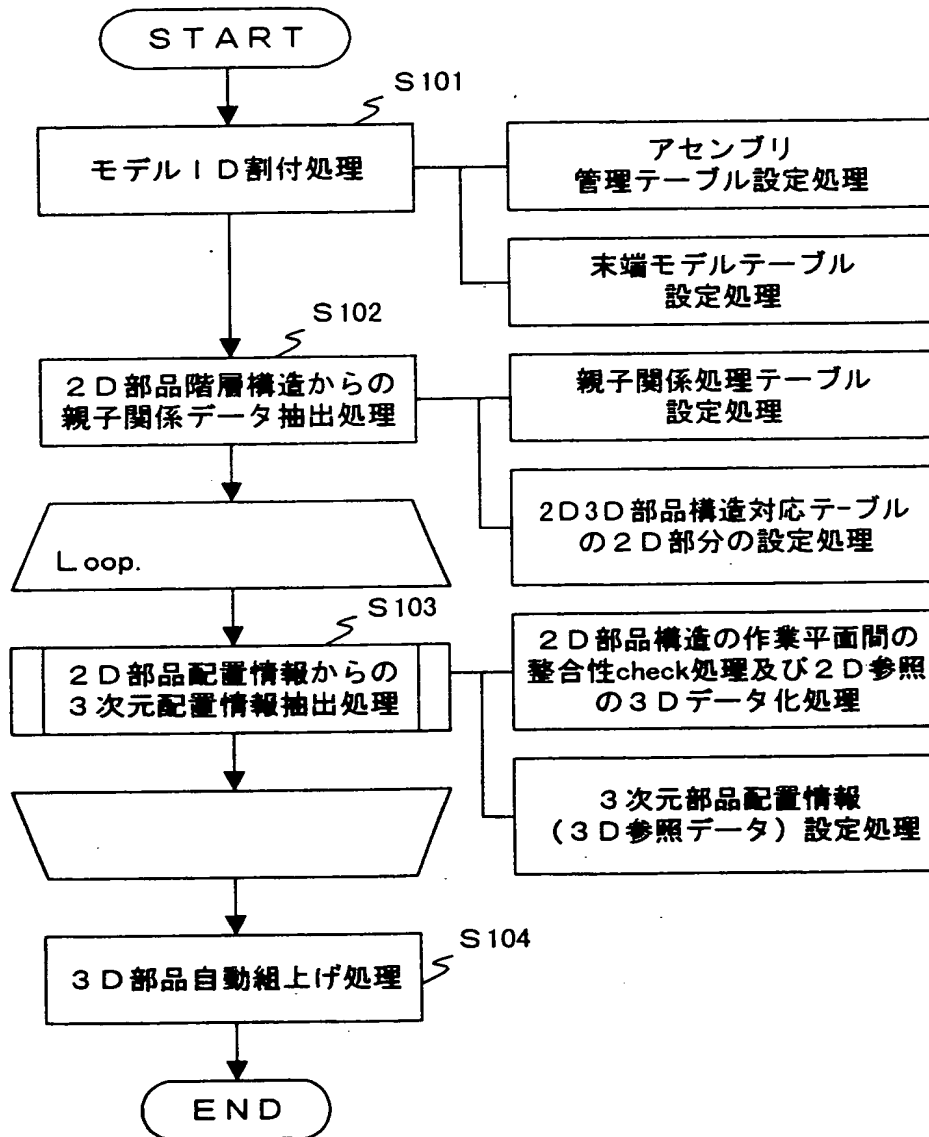 START
S101
モデルID割付処理
アセンブリ
管理テーブル設定処理
末端モデルテーブル
設定処理
S102
2D部品階層構造からの
親子関係データ抽出処理
親子関係処理テーブル
設定処理
2D3D部品構造対応テーブル
の2D部分の設定処理
Loop.
S103
2D部品配置情報からの
3次元配置情報抽出処理
2D部品構造の作業平面間の
整合性check処理及び2D参照
の3Dデータ化処理
3次元部品配置情報
(3D参照データ)設定処理
S104
3D部品自動組上げ処理
END